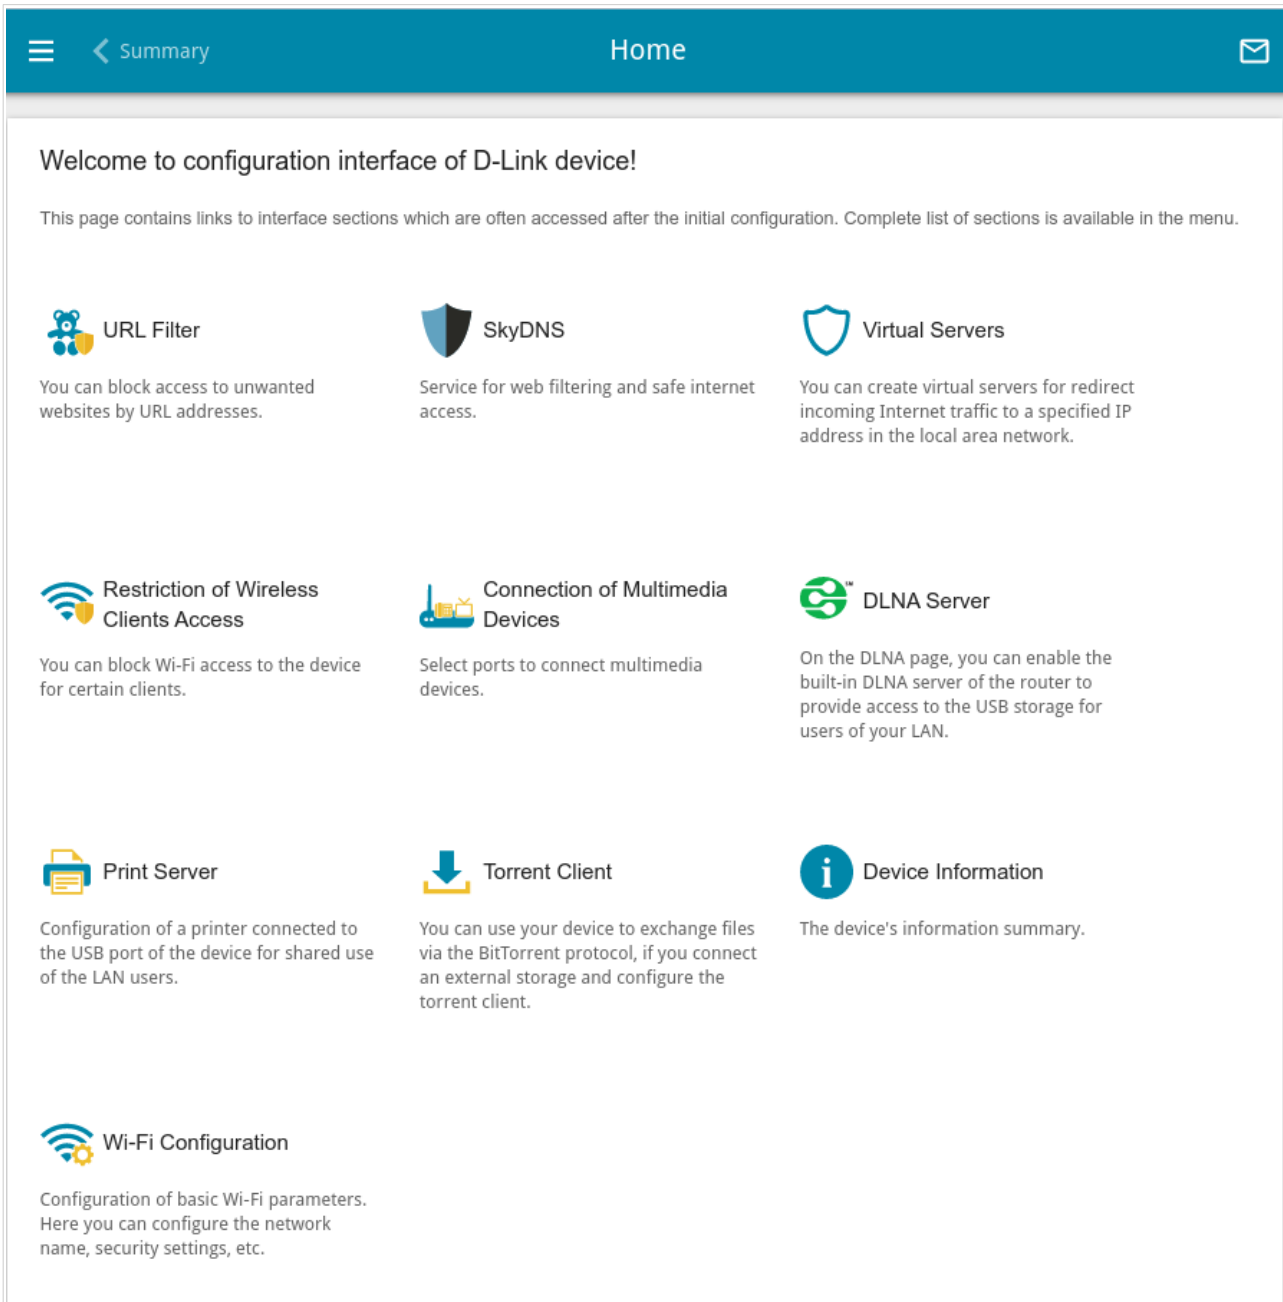 Summary
Home
Welcome to configuration interface of D-Link device!
This page contains links to interface sections which are often accessed after the initial configuration. Complete list of sections is available in the menu.
URL Filter
You can block access to unwanted
websites by URL addresses.
SkyDNS
Service for web filtering and safe internet
access.
Virtual Servers
You can create virtual servers for redirect
incoming Internet traffic to a specified IP
address in the local area network.
Restriction of Wireless
Clients Access
You can block Wi-Fi access to the device
for certain clients.
Connection of Multimedia
Devices
Select ports to connect multimedia
devices.
™
DLNA Server
On the DLNA page, you can enable the
built-in DLNA server of the router to
provide access to the USB storage for
users of your LAN.
Print Server
Configuration of a printer connected to
the USB port of the device for shared use
of the LAN users.
Torrent Client
You can use your device to exchange files
via the BitTorrent protocol, if you connect
an external storage and configure the
torrent client.
i
Device Information
The device's information summary.
Wi-Fi Configuration
Configuration of basic Wi-Fi parameters.
Here you can configure the network
name, security settings, etc.